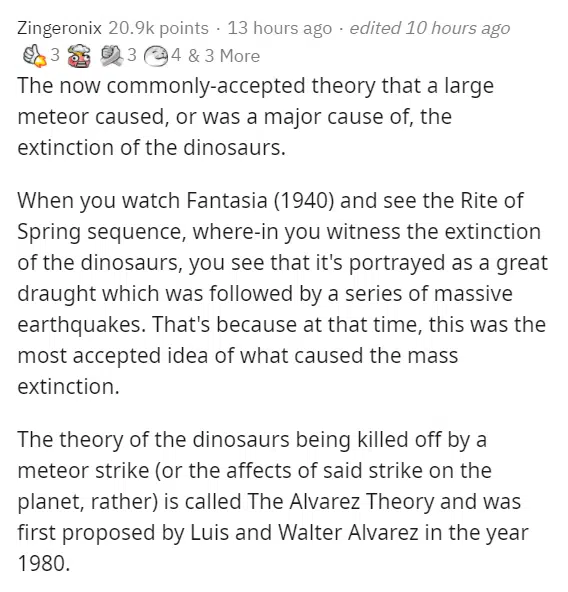 Zingeronix 20.9k points · 13 hours ago · edited 10 hours ago
3 3 4 & 3 More
The now commonly-accepted theory that a large
meteor caused, or was a major cause of, the
extinction of the dinosaurs.
When you watch Fantasia (1940) and see the Rite of
Spring sequence, where-in you witness the extinction
of the dinosaurs, you see that it's portrayed as a great
draught which was followed by a series of massive
earthquakes. That's because at that time, this was the
most accepted idea of what caused the mass
extinction.
The theory of the dinosaurs being killed off by a
meteor strike (or the affects of said strike on the
planet, rather) is called The Alvarez Theory and was
first proposed by Luis and Walter Alvarez in the year
1980.